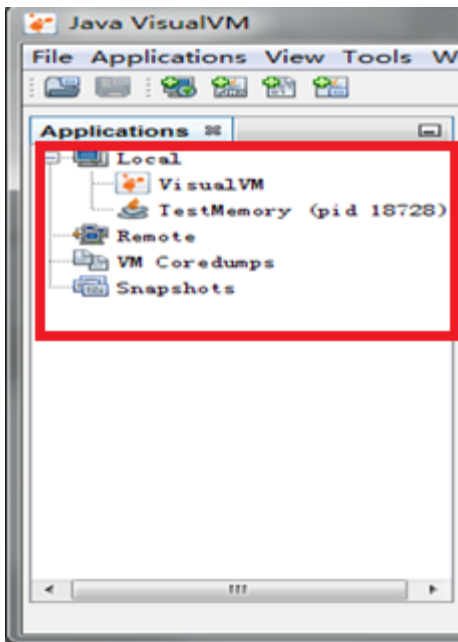 Java VisualVM
File Applications View Tools W
Applications
Local
VisualVM
TestMemory (pid 18728)
Remote
VM Coredumps
Snapshots